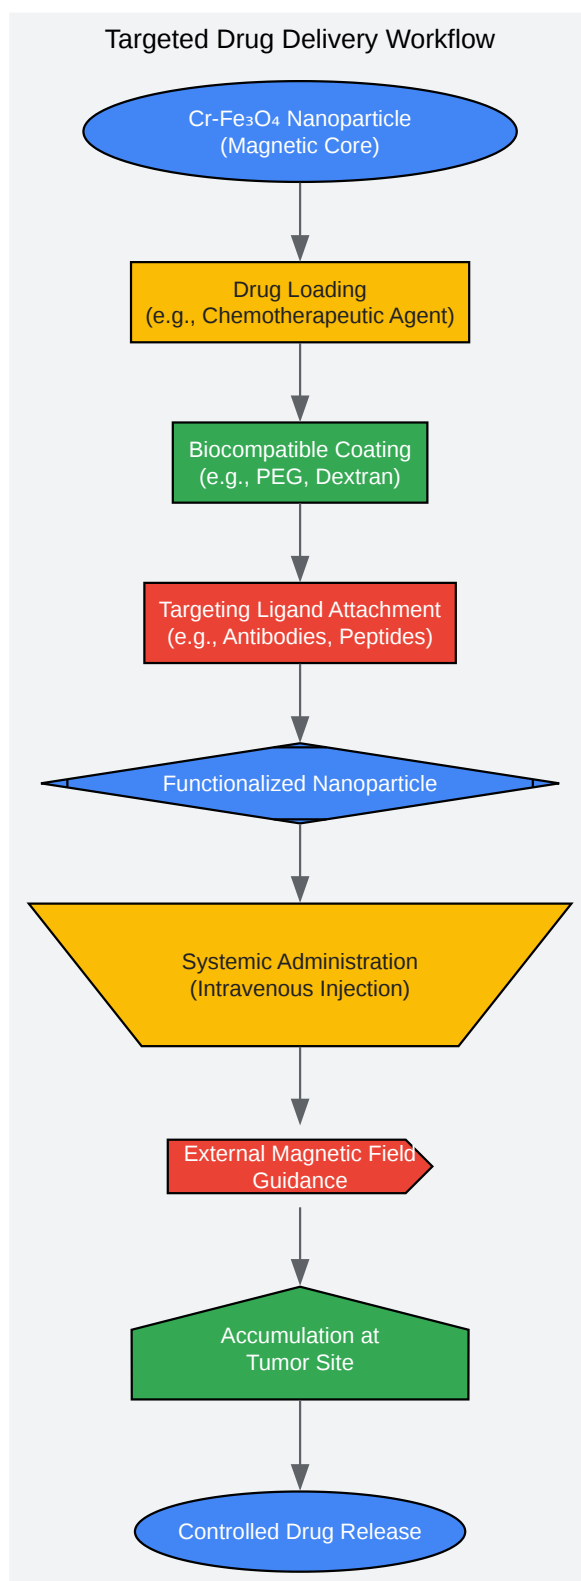 Targeted Drug Delivery Workflow
Cr-Fe₃O₄ Nanoparticle
(Magnetic Core)
Drug Loading
(e.g., Chemotherapeutic Agent)
Biocompatible Coating
(e.g., PEG, Dextran)
Targeting Ligand Attachment
(e.g., Antibodies, Peptides)
Functionalized Nanoparticle
Systemic Administration
(Intravenous Injection)
External Magnetic Field
Guidance
Accumulation at
Tumor Site
Controlled Drug Release